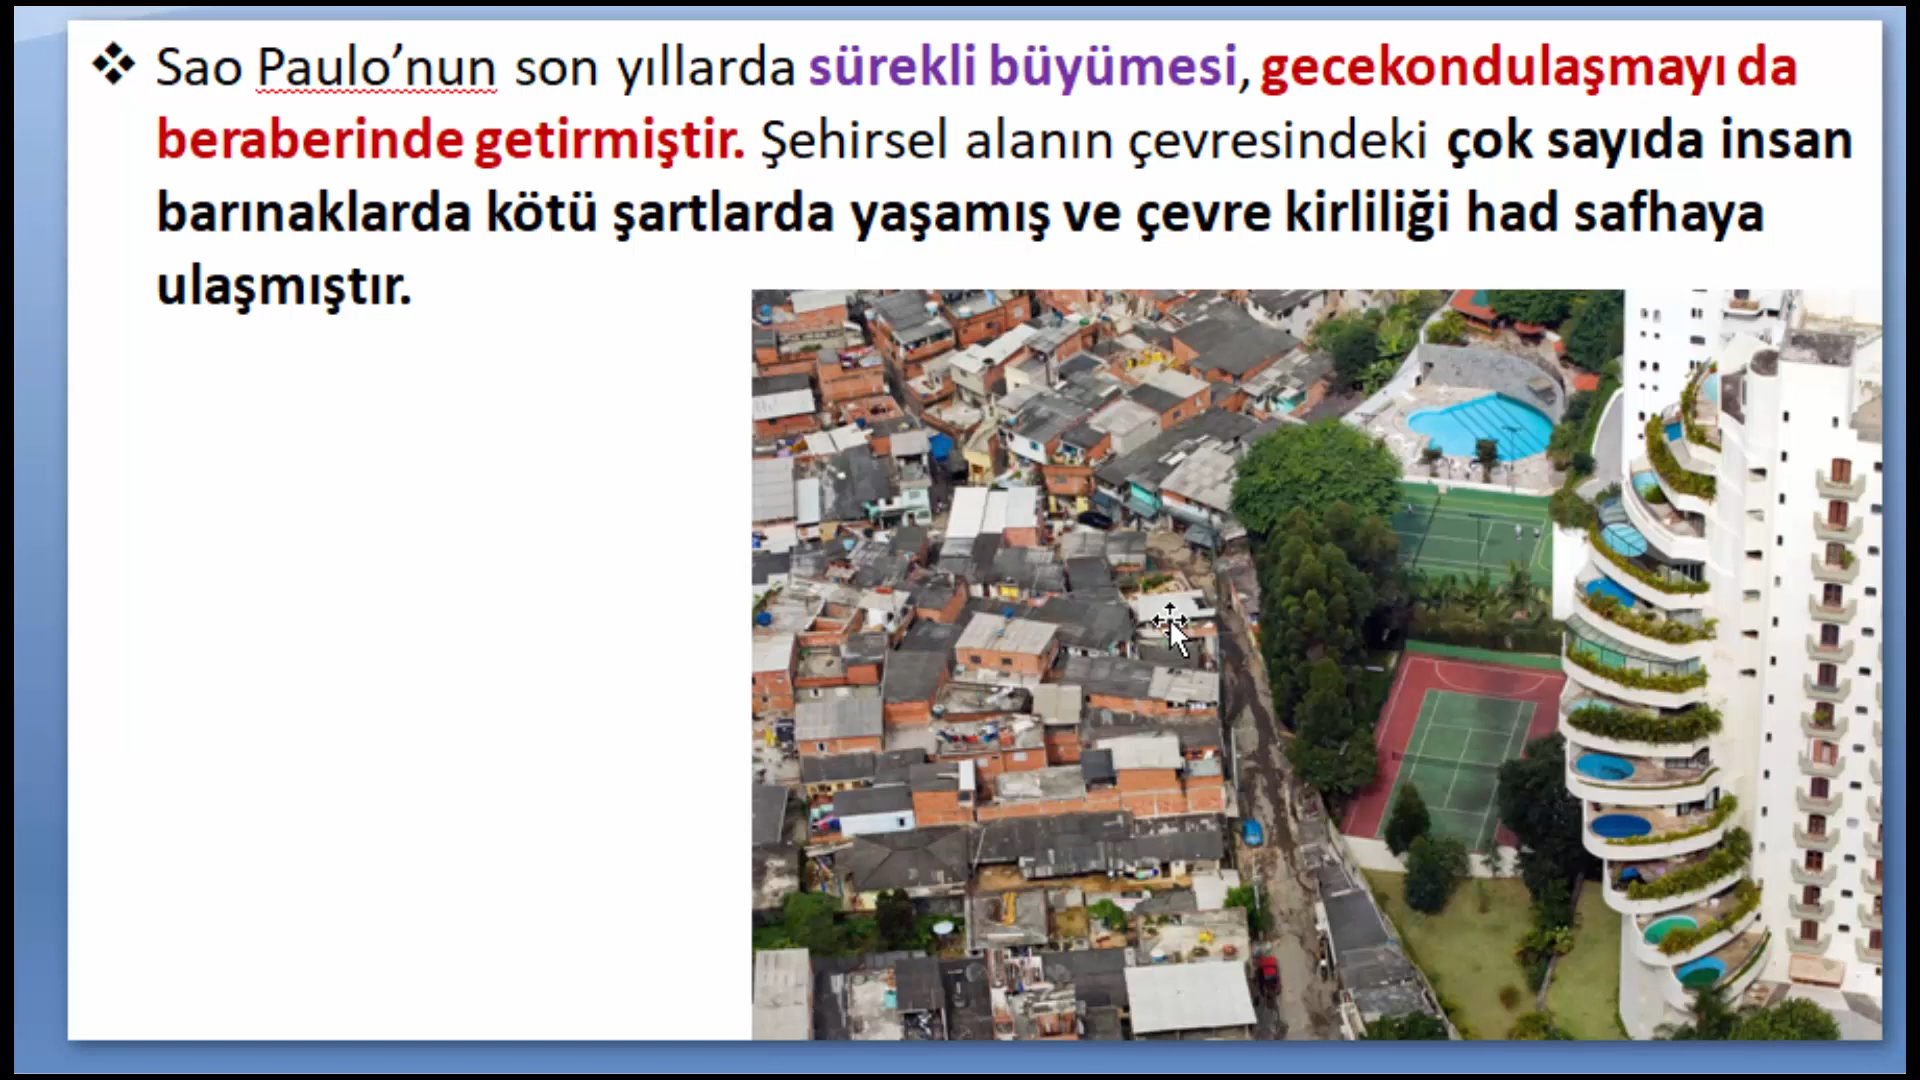 ❖ Sao Paulo’nun son yıllarda sürekli büyümesi, gecekondulaşmayı da
beraberinde getirmiştir. Şehirsel alanın çevresindeki çok sayıda insan
barınaklarda kötü şartlarda yaşamış ve çevre kirliliği had safhaya
ulaşmıştır.